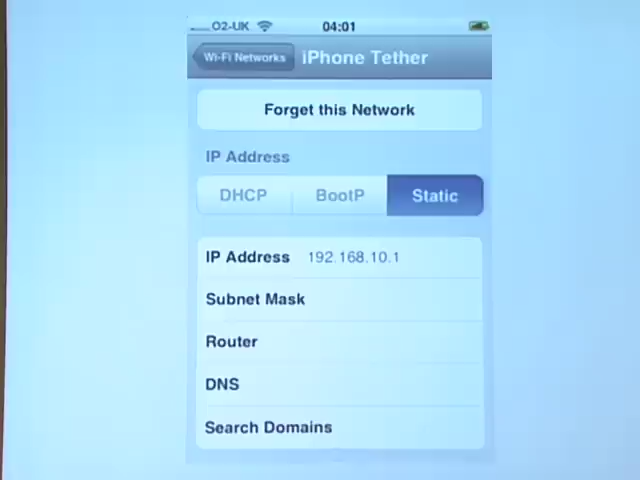 O2-UK 04:01
Wi-Fi Networks iPhone Tether
Forget this Network
IP Address
DHCP BootP Static
IP Address 192.168.10.1
Subnet Mask
Router
DNS
Search Domains